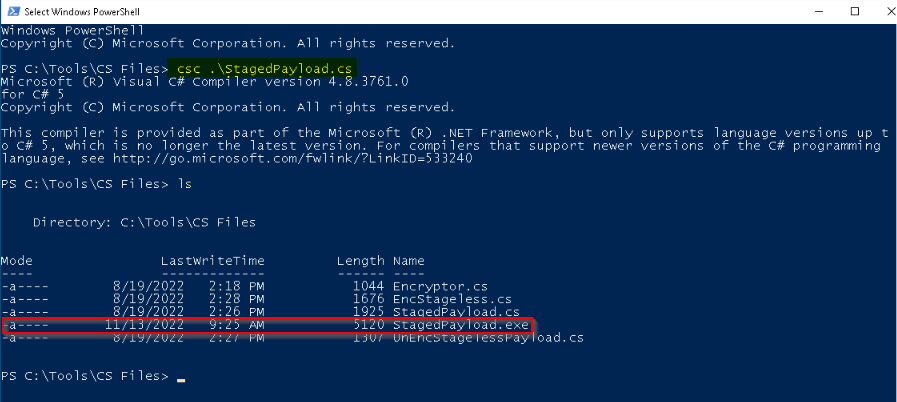 Select Windows PowerShell
Windows PowerShell
Copyright (C) Microsoft Corporation. All rights reserved.
PS C:\Tools\CS Files> csc .\StagedPayload.cs
Microsoft (R) Visual C# Compiler version 4.8.3761.0
for C# 5
Copyright (C) Microsoft Corporation. All rights reserved.
This compiler is provided as part of the Microsoft (R) .NET Framework, but only supports language versions up t
o C# 5, which is no longer the latest version. For compilers that support newer versions of the C# programming
language, see http://go.microsoft.com/fwlink/?LinkID=533240
PS C:\Tools\CS Files> ls
Directory: C:\Tools\CS Files
Mode LastWriteTime Length Name
---- ------------- ------ ----
-a---- 8/19/2022 2:18 PM 1044 Encryptor.cs
-a---- 8/19/2022 2:28 PM 1676 EncStageless.cs
-a---- 8/19/2022 2:26 PM 1925 StagedPayload.cs
-a---- 11/13/2022 9:25 AM 5120 StagedPayload.exe
-a---- 8/19/2022 2:27 PM 1307 UnEncStagelessPayload.cs
PS C:\Tools\CS Files>